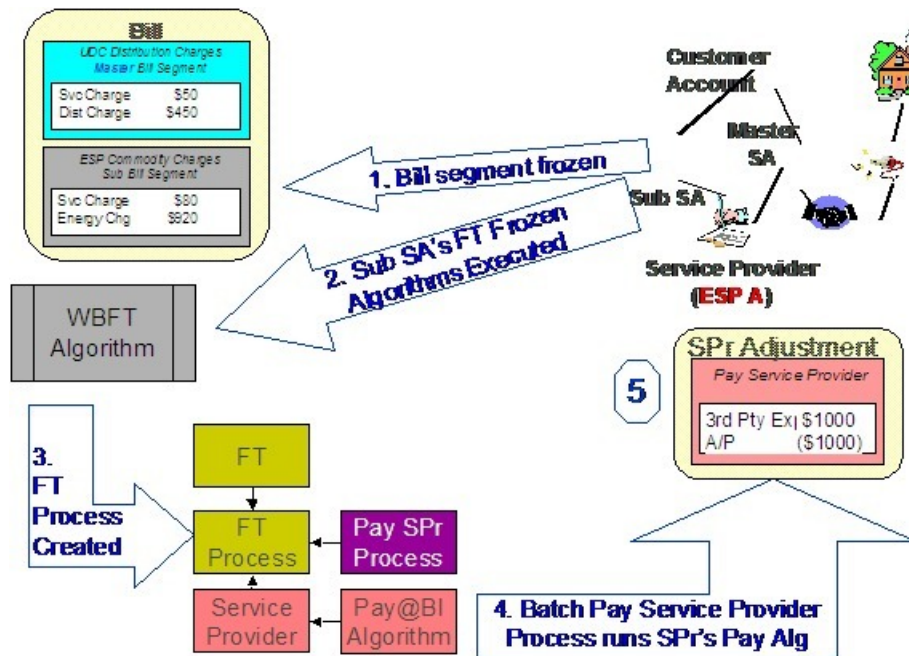 Bill
UDC Distribution Charges
Master Bill Segment
Svc Charge $50
Dist Charge $450
ESP Commodity Charges
Sub Bill Segment
Svc Charge $80
Energy Chg $920
Customer
Account
Master
SA
Sub SA
Service Provider
(ESP A)
1. Bill segment frozen
2. Sub SA's FT Frozen
Algorithms Executed
WBFT
Algorithm
SPr Adjustment
Pay Service Provider
3rd Pty Exp $1000
A/P ($1000)
5
3.
FT
Process
Created
FT
FT
Process
Pay SPr
Process
Service
Provider
Pay@BI
Algorithm
4. Batch Pay Service Provider
Process runs SPr's Pay Alg